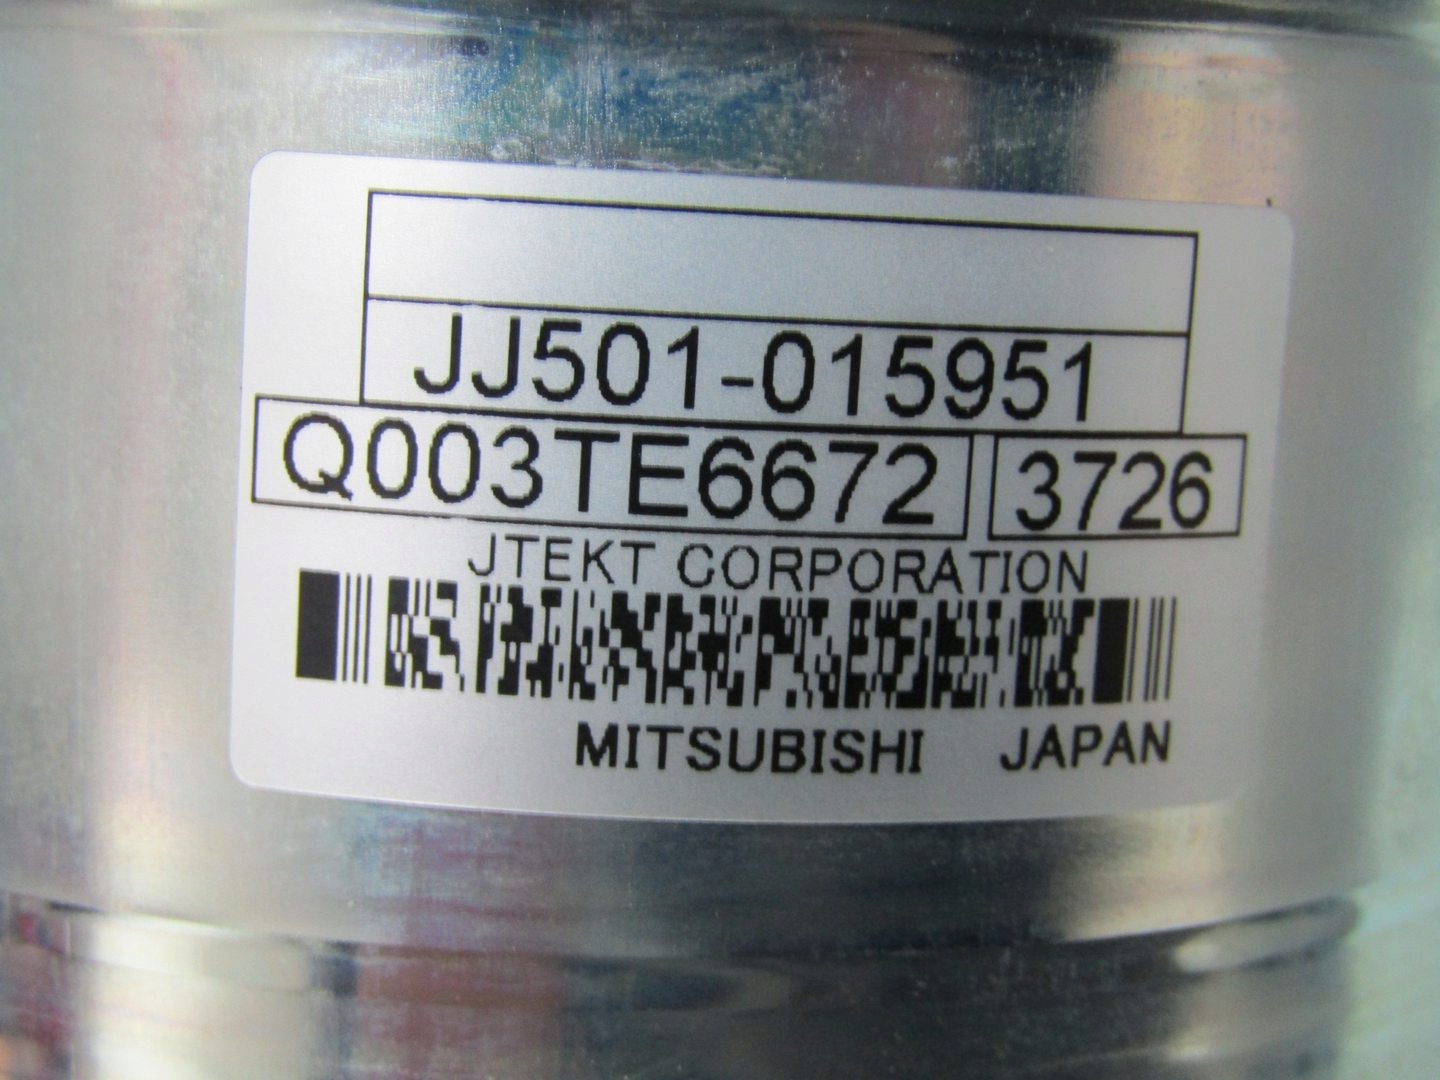 JJ501-015951
Q003TE6672 3726
JTEKT CORPORATION
MITSUBISHI JAPAN